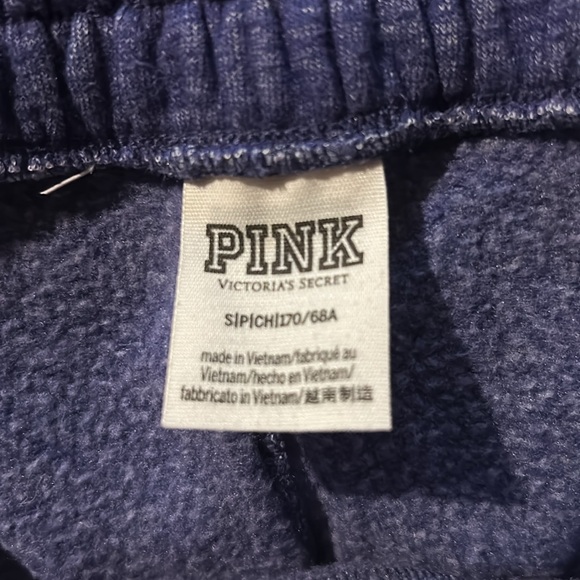 PINK
VICTORIA'S SECRET
S|P|CH|170/68A
made in Vietnam/fabriqué au
Vietnam/hecho en Vietnam/
fabbricato in Vietnam/越南制造